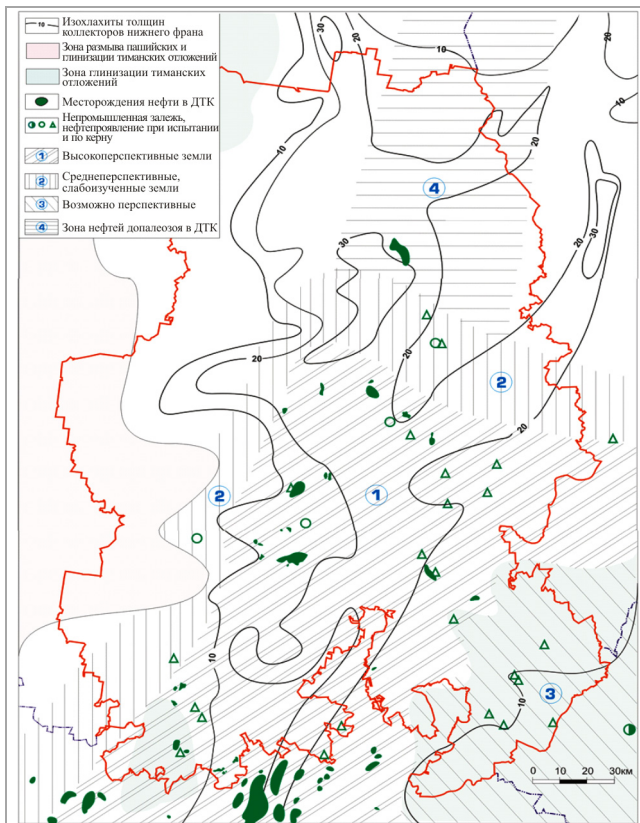 10
Изохлахиты толщин
коллекторов нижнего франа
Зона размыва пашийских и
глинизации тиманских
отложений
Зона глинизации тиманских
отложений
Месторождения нефти в ДТК
Непромышленная залежь,
нефтепроявление при испытании
и по керну
1 Высокоперспективные земли
2 Среднеперспективные,
слабоизученные земли
3 Возможно перспективные
4 Зона нефтей допалеозоя в ДТК
30
20
10
20
20
10
4
20
30
30
20
2
20
2
1
10
3
10
0 10 20 30км